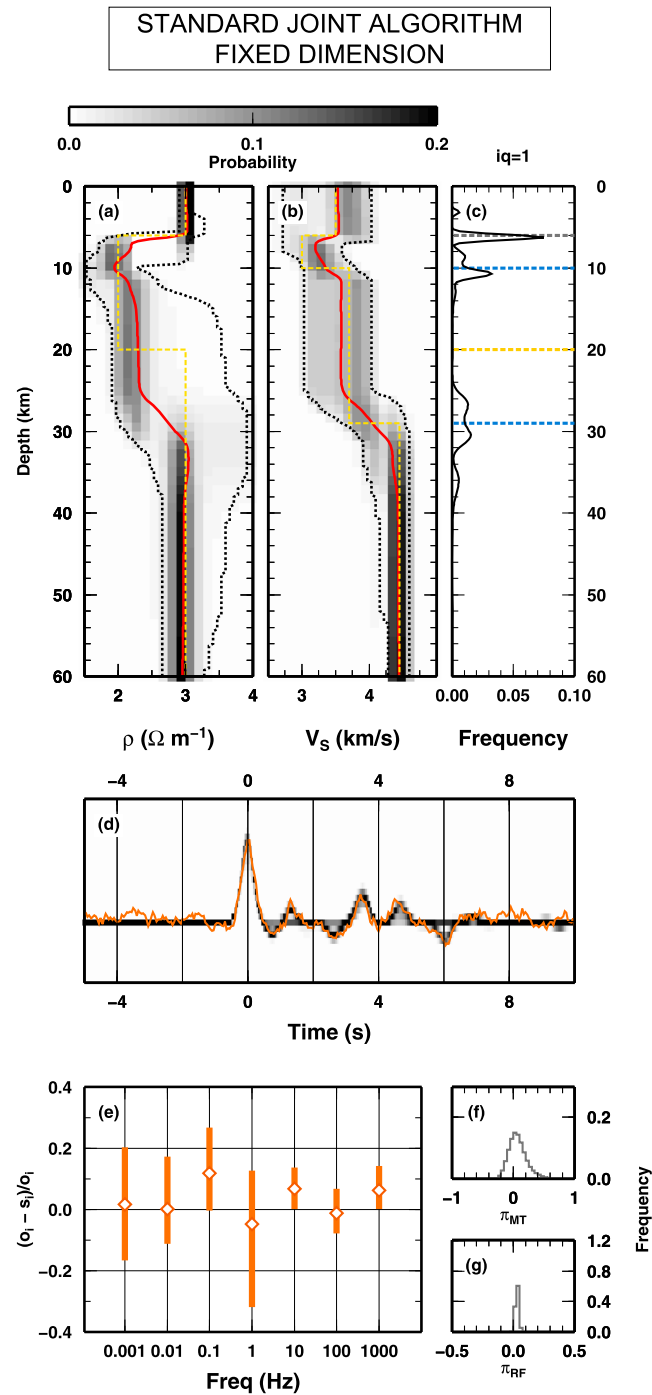 STANDARD JOINT ALGORITHM
FIXED DIMENSION
0.0 0.1 0.2
Probability
iq=1
(a) (b) (c)
0 0
10 10
20 20
30 30
40 40
50 50
60 60
Depth (km)
2 3 4 3 4 0.00 0.05 0.10
ρ (Ω m⁻¹) V_S (km/s) Frequency
-4 0 4 8
(d)
-4 0 4 8
Time (s)
(e)
0.4
0.2
0.0
-0.2
-0.4
(o_i – s_i)/o_i
0.001 0.01 0.1 1 10 100 1000
Freq (Hz)
(f)
0.2
0.0
-1 0 1
π_MT
Frequency
(g)
1.2
0.8
0.4
0.0
-0.5 0.0 0.5
π_RF